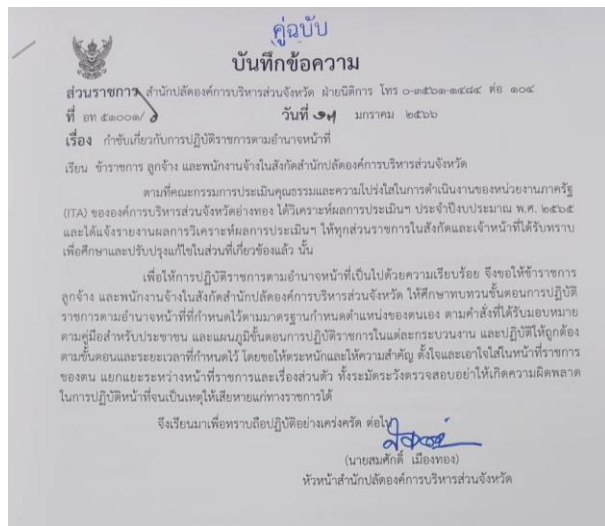 คู่ฉบับ
บันทึกข้อความ
ส่วนราชการ สำนักปลัดองค์การบริหารส่วนจังหวัด ฝ่ายนิติการ โทร ๐-๓๕๖๑-๑๔๘๔ ต่อ ๑๐๔
ที่ อท ๕๑๐๐๑/ วันที่ มกราคม ๒๕๖๖
เรื่อง กำชับเกี่ยวกับการปฏิบัติราชการตามอำนาจหน้าที่
เรียน ข้าราชการ ลูกจ้าง และพนักงานจ้างในสังกัดสำนักปลัดองค์การบริหารส่วนจังหวัด
ตามที่คณะกรรมการประเมินคุณธรรมและความโปร่งใสในการดำเนินงานของหน่วยงานภาครัฐ
(ITA) ขององค์การบริหารส่วนจังหวัดอ่างทอง ได้วิเคราะห์ผลการประเมินฯ ประจำปีงบประมาณ พ.ศ. ๒๕๖๕
และได้แจ้งรายงานผลการวิเคราะห์ผลการประเมินฯ ให้ทุกส่วนราชการในสังกัดและเจ้าหน้าที่ได้รับทราบ
เพื่อศึกษาและปรับปรุงแก้ไขในส่วนที่เกี่ยวข้องแล้ว นั้น
เพื่อให้การปฏิบัติราชการตามอำนาจหน้าที่เป็นไปด้วยความเรียบร้อย จึงขอให้ข้าราชการ
ลูกจ้าง และพนักงานจ้างในสังกัดสำนักปลัดองค์การบริหารส่วนจังหวัด ให้ศึกษาทบทวนขั้นตอนการปฏิบัติ
ราชการตามอำนาจหน้าที่ที่กำหนดไว้ตามมาตรฐานกำหนดตำแหน่งของตนเอง ตามคำสั่งที่ได้รับมอบหมาย
ตามคู่มือสำหรับประชาชน และแผนภูมิขั้นตอนการปฏิบัติราชการในแต่ละกระบวนงาน และปฏิบัติให้ถูกต้อง
ตามขั้นตอนและระยะเวลาที่กำหนดไว้ โดยขอให้ตระหนักและให้ความสำคัญ ตั้งใจและเอาใจใส่ในหน้าที่ราชการ
ของตน แยกแยะระหว่างหน้าที่ราชการและเรื่องส่วนตัว ทั้งระมัดระวังตรวจสอบอย่าให้เกิดความผิดพลาด
ในการปฏิบัติหน้าที่จนเป็นเหตุให้เสียหายแก่ทางราชการได้
จึงเรียนมาเพื่อทราบถือปฏิบัติอย่างเคร่งครัด ต่อไป
(นายสมศักดิ์ เมืองทอง)
หัวหน้าสำนักปลัดองค์การบริหารส่วนจังหวัด